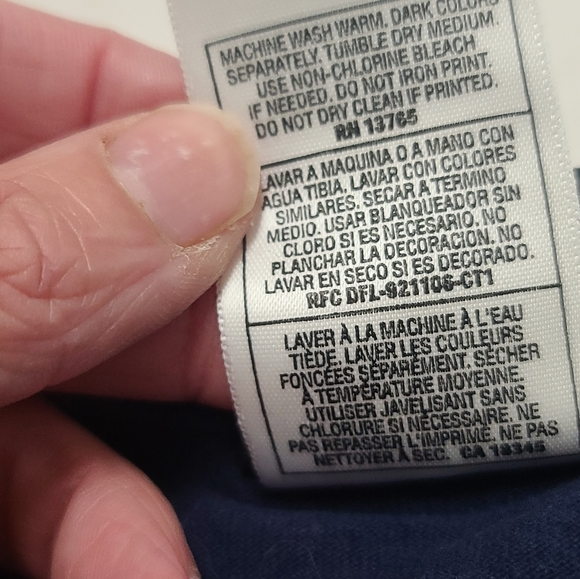 MACHINE WASH WARM. DARK COLORS
SEPARATELY. TUMBLE DRY MEDIUM.
USE NON-CHLORINE BLEACH
IF NEEDED. DO NOT IRON PRINT.
DO NOT DRY CLEAN IF PRINTED.
RN 13765
LAVAR A MAQUINA O A MANO CON
AGUA TIBIA. LAVAR CON COLORES
SIMILARES. SECAR A TERMINO
MEDIO. USAR BLANQUEADOR SIN
CLORO SI ES NECESARIO. NO
PLANCHAR LA DECORACION. NO
LAVAR EN SECO SI ES DECORADO.
RFC DFL-921106-CT1
LAVER À LA MACHINE À L'EAU
TIÈDE. LAVER LES COULEURS
FONCÉES SÉPARÉMENT. SÉCHER
À TEMPÉRATURE MOYENNE.
UTILISER JAVELISANT SANS
CHLORURE SI NÉCESSAIRE. NE
PAS REPASSER L'IMPRIMÉ. NE PAS
NETTOYER À SEC. CA 18345